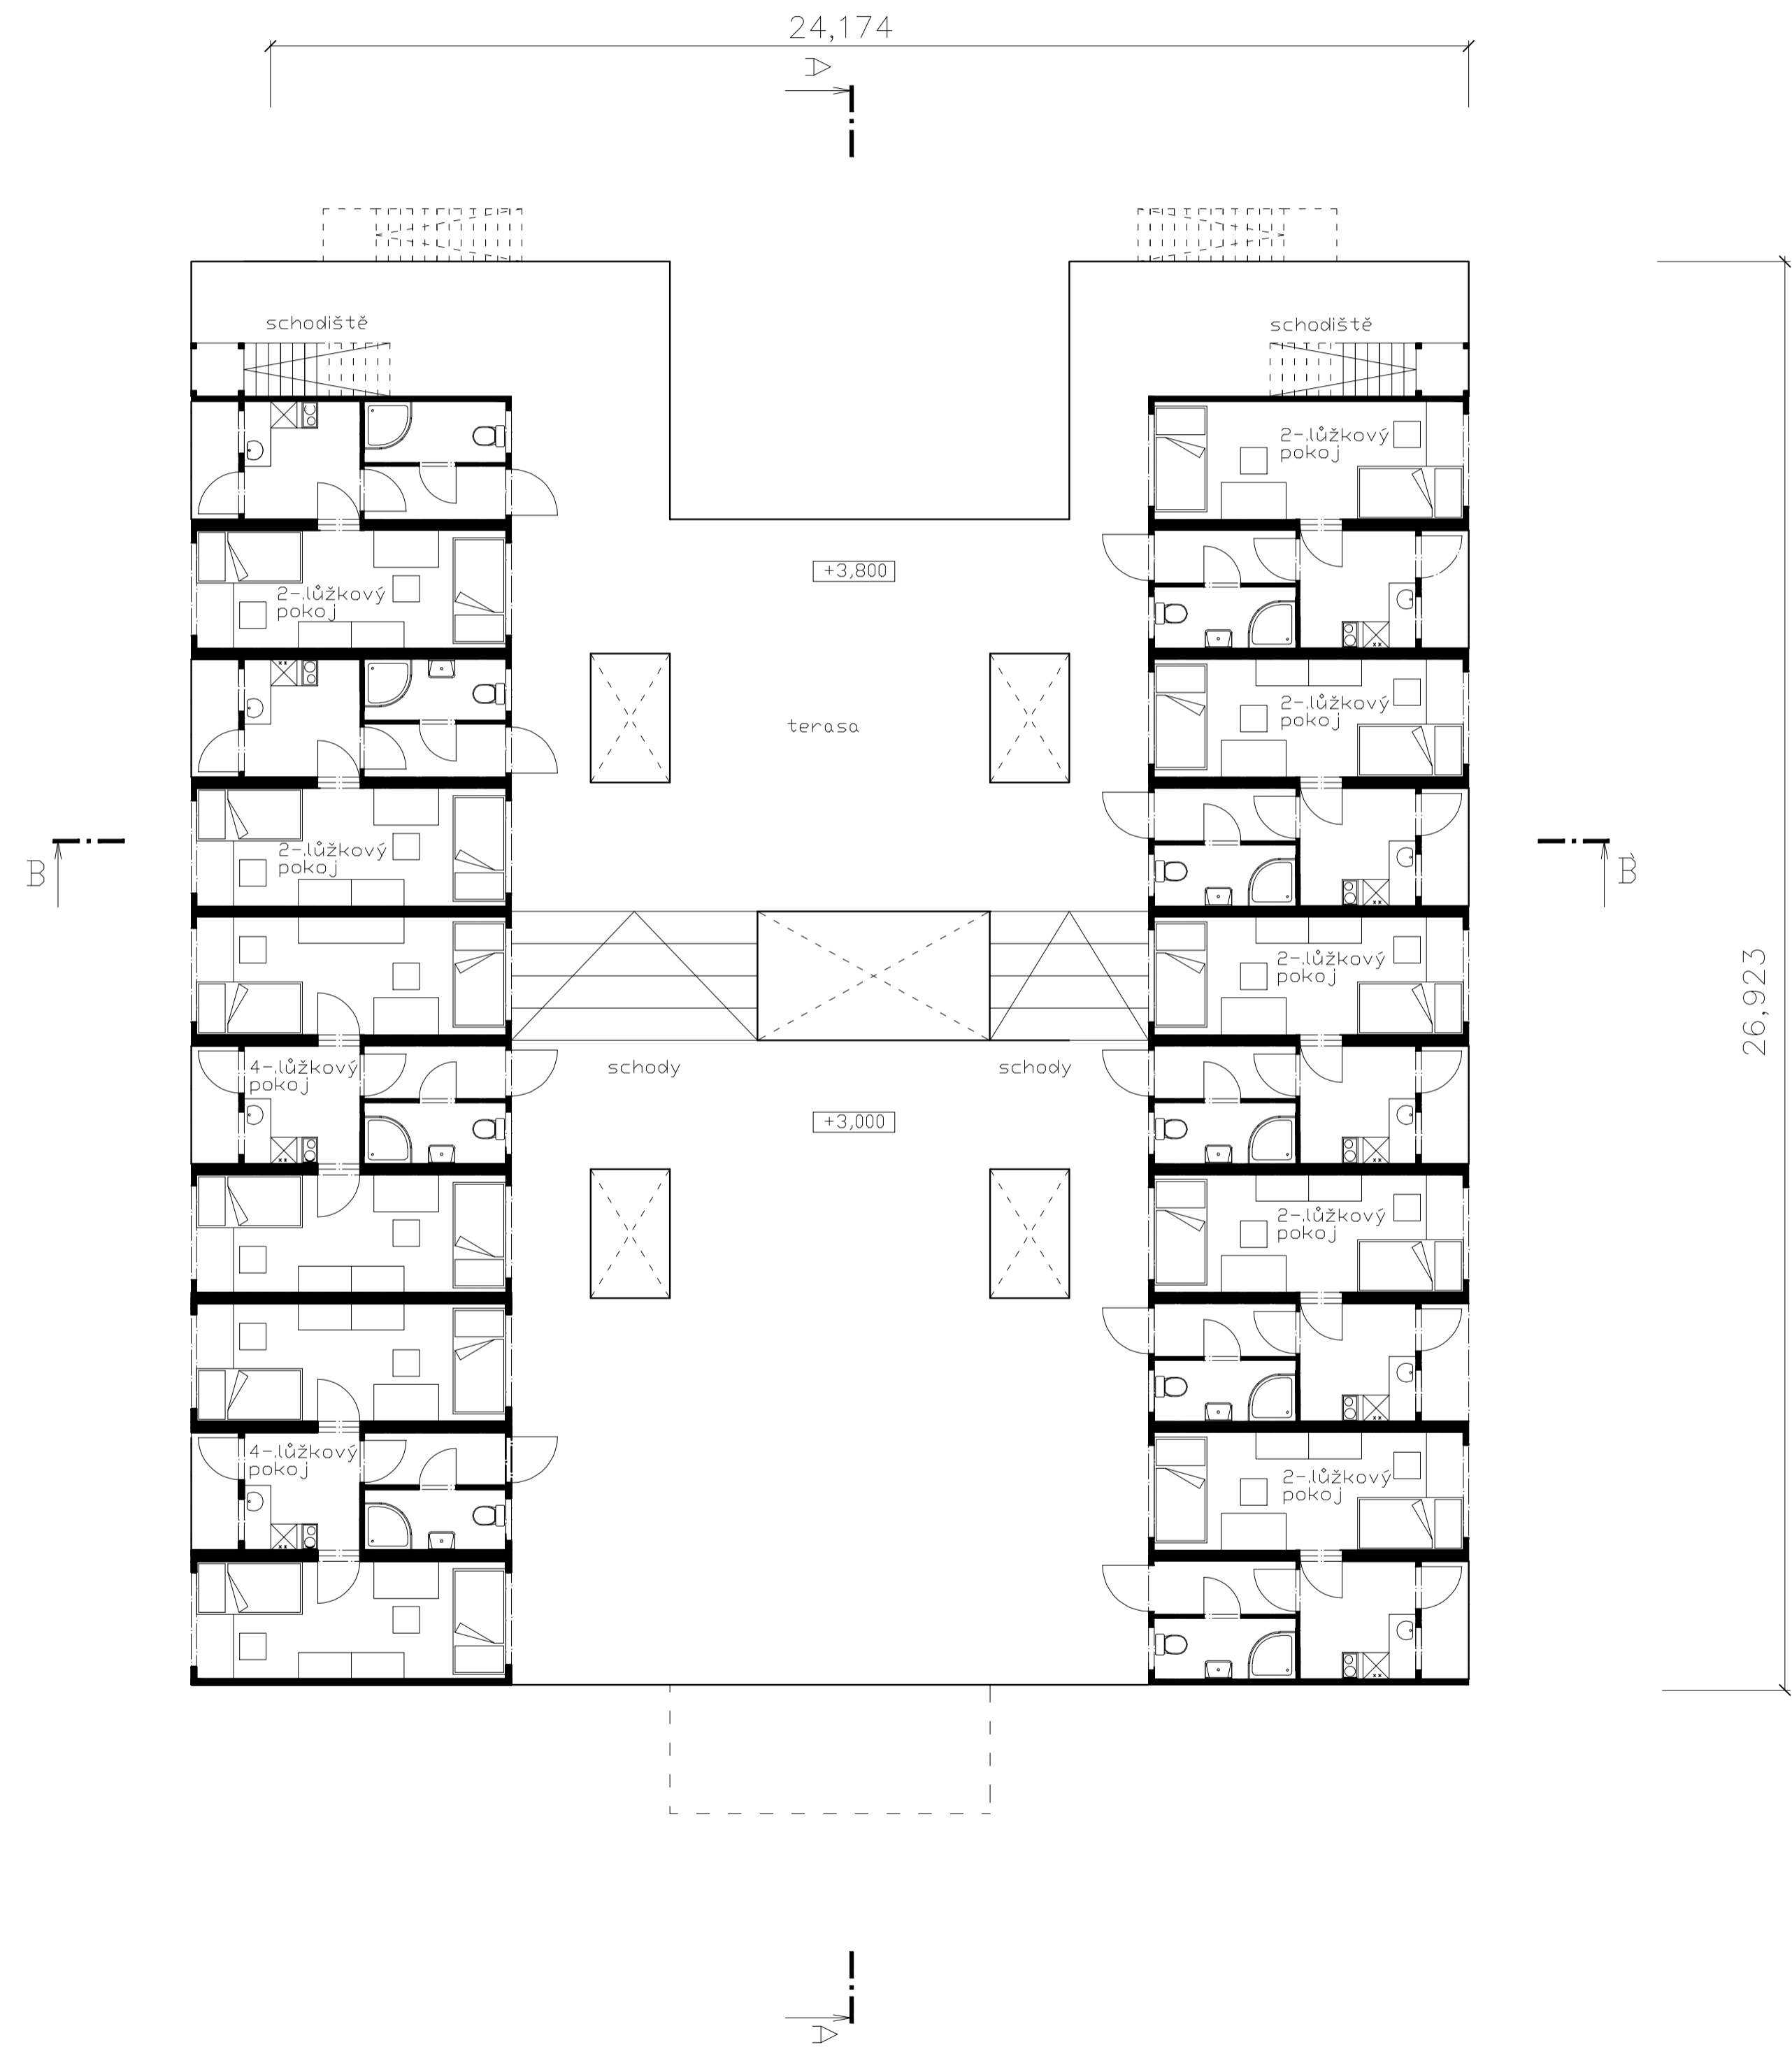 24,174
A
schodiště
schodiště
2-.lůžkový
pokoj
+3,800
2-.lůžkový
pokoj
2-.lůžkový
pokoj
terasa
B
B̀
2-.lůžkový
pokoj
2-.lůžkový
pokoj
26,923
schody
schody
4-.lůžkový
pokoj
+3,000
2-.lůžkový
pokoj
4-.lůžkový
pokoj
2-.lůžkový
pokoj
A